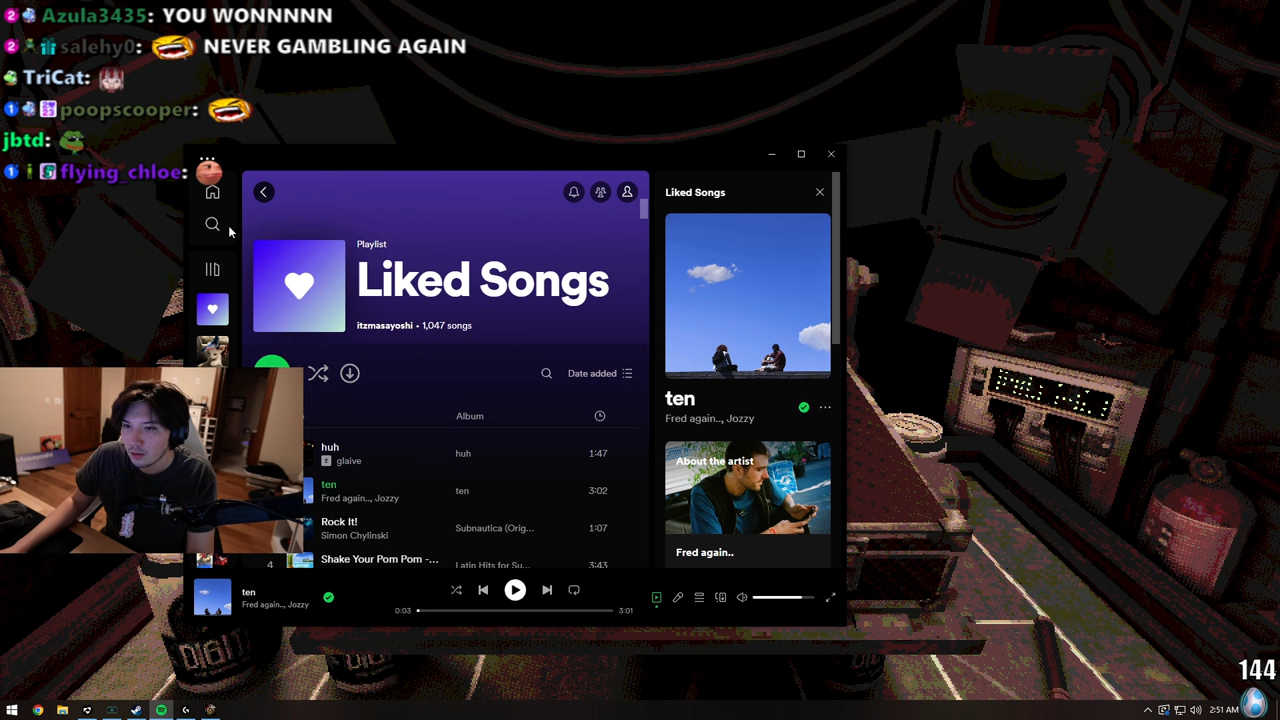 Azula3435: YOU WONNNNN
salehy0: NEVER GAMBLING AGAIN
TriCat:
poopscooper:
jbtd:
flying_chloe:
Playlist
Liked Songs
itzmasayoshi • 1,047 songs
Date added
Album
huh
E glaive
huh
1:47
ten
Fred again.., Jozzy
ten
3:02
Rock It!
Simon Chylinski
Subnautica (Orig...
1:07
4
Shake Your Pom Pom -...
Latin Hits for Su...
3:43
Liked Songs
ten
Fred again.., Jozzy
About the artist
Fred again..
ten
Fred again.., Jozzy
0:03
3:01
DIGIT
DIGIT
144
2:51 AM